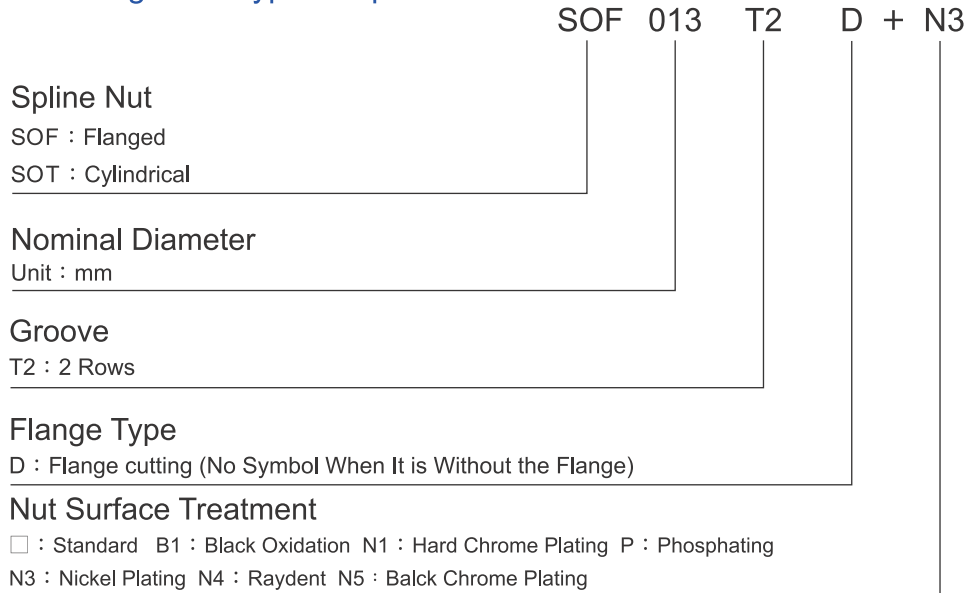 SOF 013 T2 D + N3
Spline Nut
SOF：Flanged
SOT：Cylindrical
Nominal Diameter
Unit：mm
Groove
T2：2 Rows
Flange Type
D：Flange cutting (No Symbol When It is Without the Flange)
Nut Surface Treatment
□：Standard B1：Black Oxidation N1：Hard Chrome Plating P：Phosphating
N3：Nickel Plating N4：Raydent N5：Balck Chrome Plating